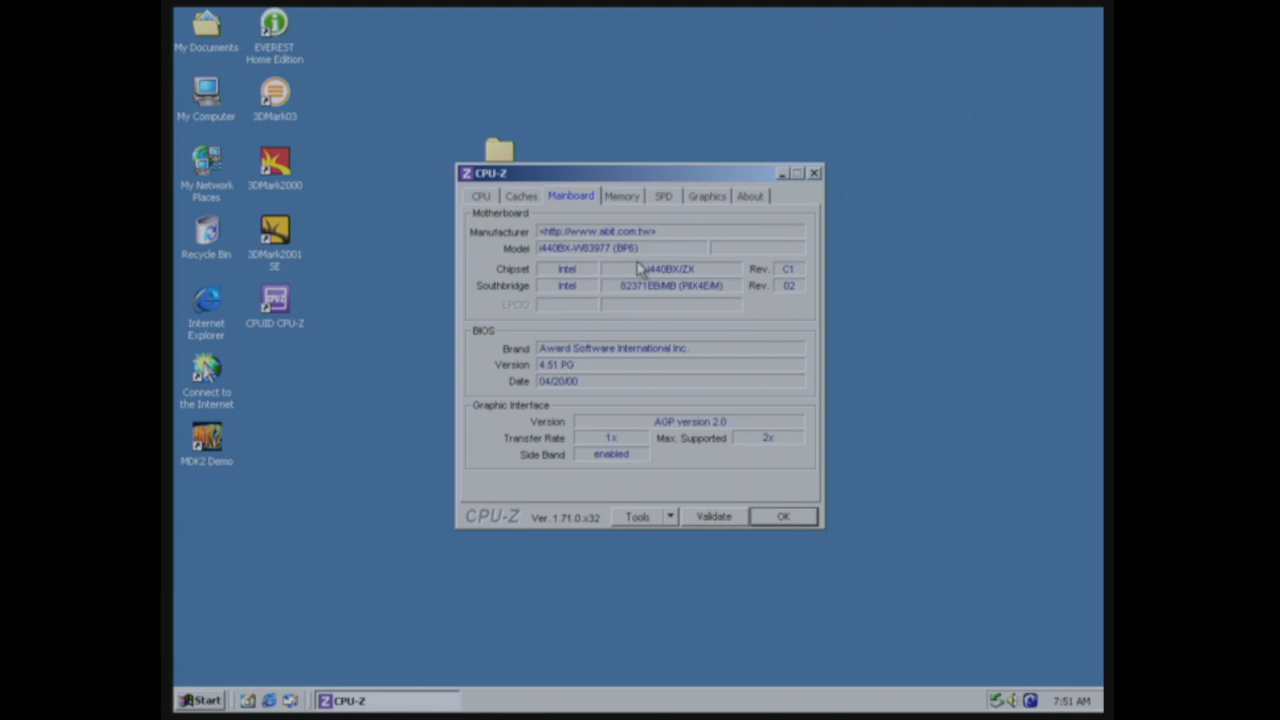 My Documents
EVEREST
Home Edition
My Computer
3DMark03
My Network
Places
3DMark2000
Recycle Bin
3DMark2001
SE
Internet
Explorer
CPUID CPU-Z
Connect to
the Internet
MDK2 Demo
CPU-Z
CPU Caches Mainboard Memory SPD Graphics About
Motherboard
Manufacturer <http://www.abit.com.tw>
Model i440BX-W83977 (BP6)
Chipset Intel i440BX/ZX Rev. C1
Southbridge Intel 82371EB/MB (PIIX4E/M) Rev. 02
LPCIO
BIOS
Brand Award Software International Inc.
Version 4.51 PG
Date 04/20/00
Graphic Interface
Version AGP version 2.0
Transfer Rate 1x Max. Supported 2x
Side Band enabled
CPU-Z Ver. 1.71.0.x32 Tools Validate OK
Start CPU-Z 7:51 AM